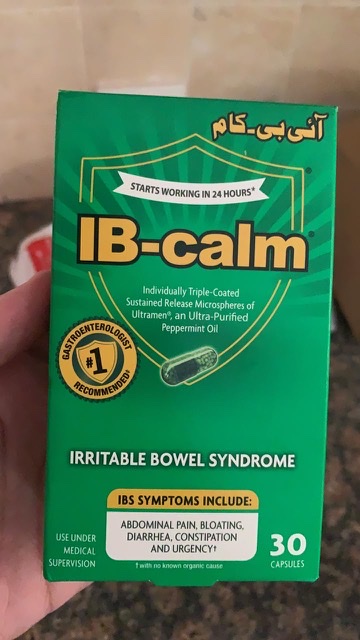 آئی بی-کام
STARTS WORKING IN 24 HOURS*
IB-calm®
Individually Triple-Coated
Sustained Release Microspheres of
Ultramen®, an Ultra-Purified
Peppermint Oil
GASTROENTEROLOGIST
#1
RECOMMENDED†
IRRITABLE BOWEL SYNDROME
IBS SYMPTOMS INCLUDE:
ABDOMINAL PAIN, BLOATING,
DIARRHEA, CONSTIPATION
AND URGENCY†
† with no known organic cause
USE UNDER
MEDICAL
SUPERVISION
30
CAPSULES